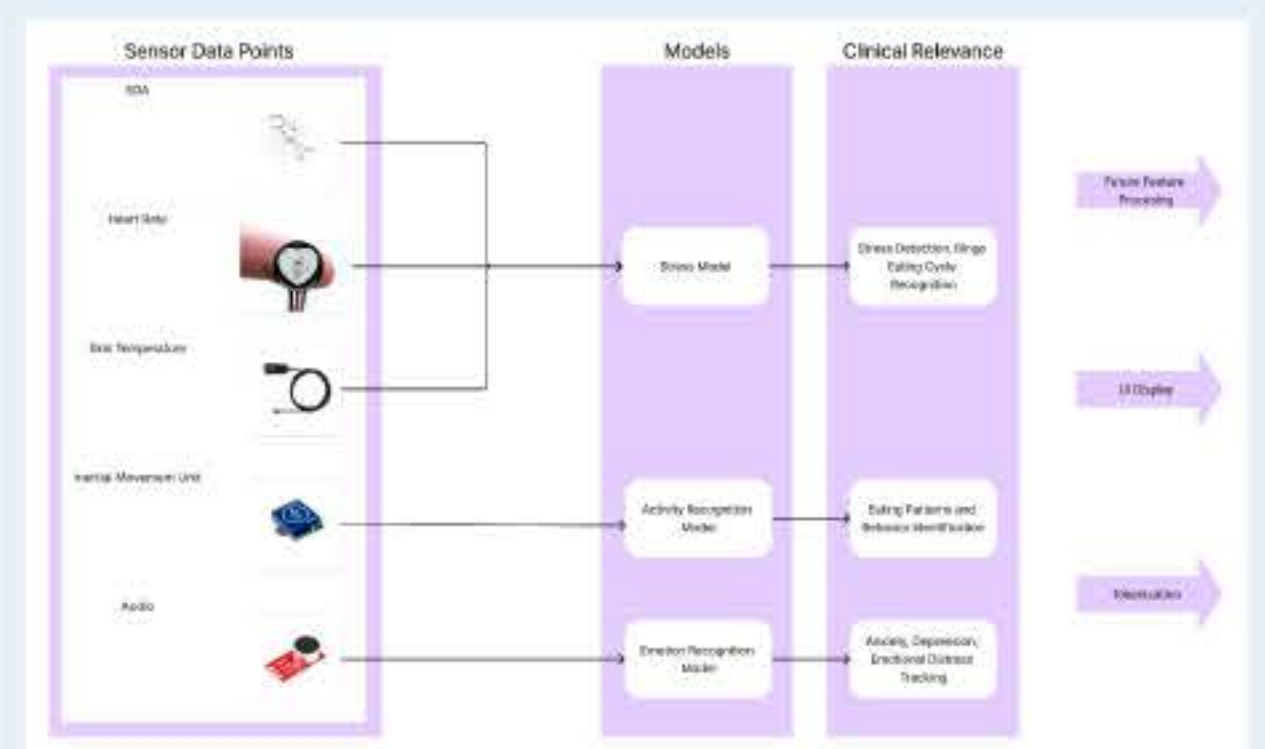 Sensor Data Points
Models
Clinical Relevance
EDA
Heart Rate
Skin Temperature
Inertial Movement Unit
Audio
Stress Model
Activity Recognition
Model
Emotion Recognition
Model
Stress Detection, Binge
Eating Cycle
Recognition
Eating Patterns and
Behavior Identification
Anxiety, Depression,
Emotional Distress
Tracking
Future Feature
Processing
UI Display
Tokenization